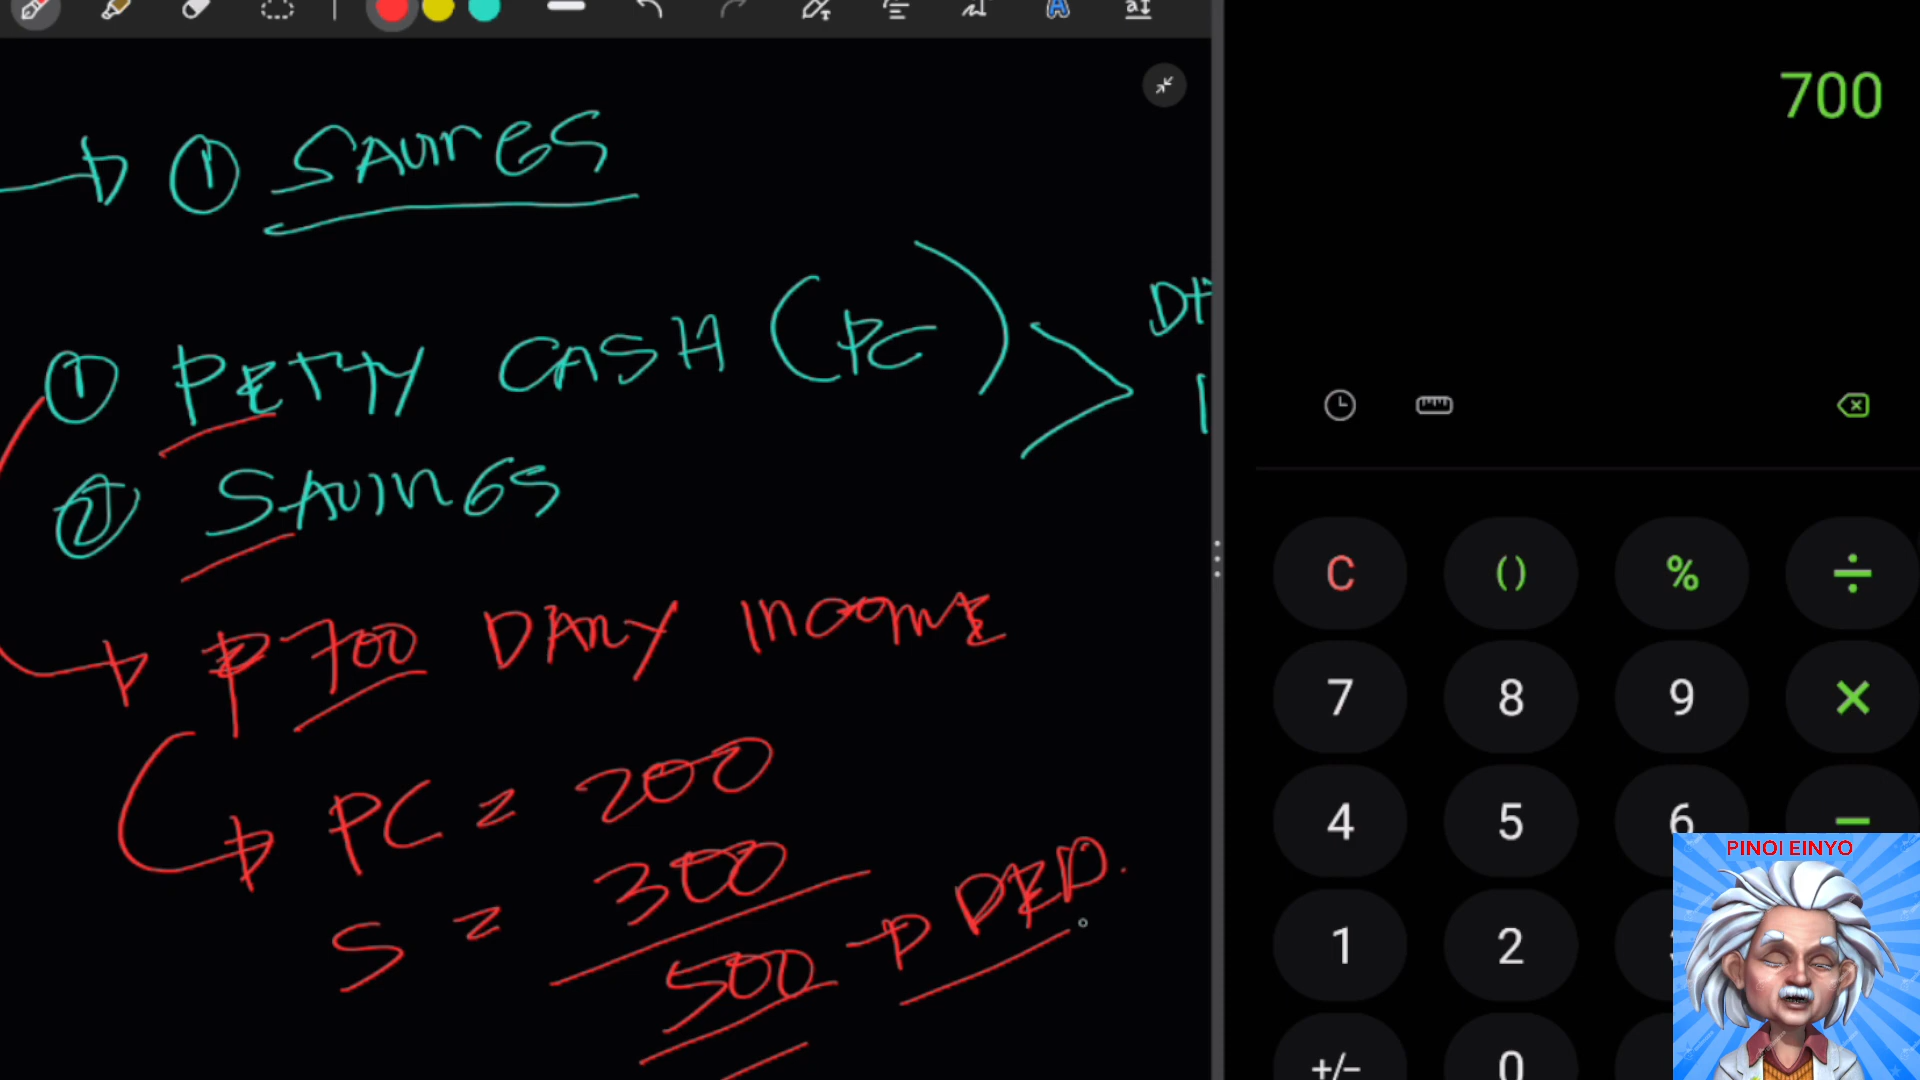 ① SAVINGS
① PETTY CASH (PC)
② SAVINGS
₱700 DAILY INCOME
PC = 200
S = 300
500 → DED.
700
C () % ÷
7 8 9 ×
4 5 6 −
1 2
+/− 0
PINOI EINYO